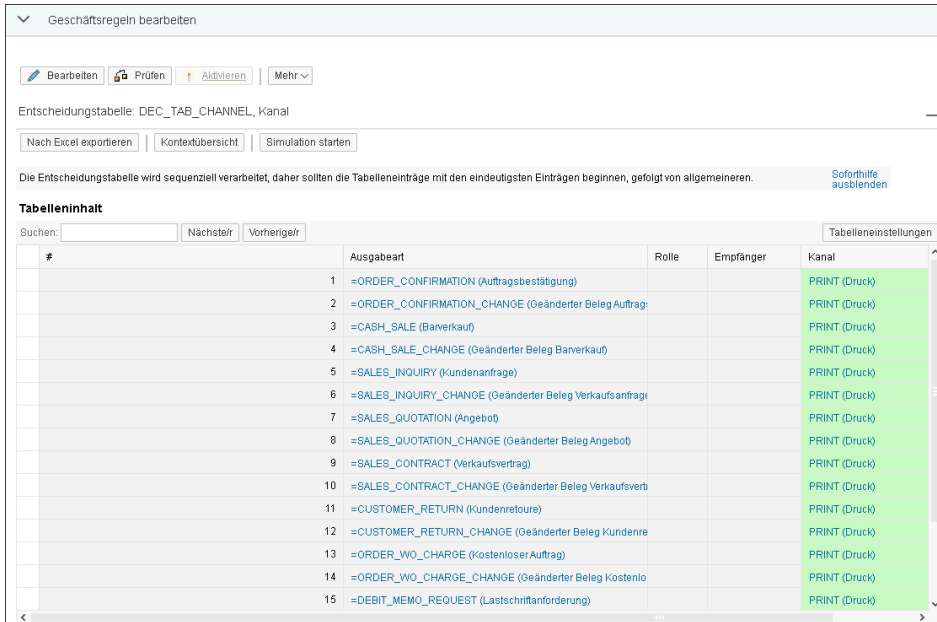 Geschäftsregeln bearbeiten
Bearbeiten Prüfen Aktivieren Mehr
Entscheidungstabelle: DEC_TAB_CHANNEL, Kanal
Nach Excel exportieren Kontextübersicht Simulation starten
Die Entscheidungstabelle wird sequenziell verarbeitet, daher sollten die Tabelleneinträge mit den eindeutigsten Einträgen beginnen, gefolgt von allgemeineren. Soforthilfe
ausblenden
Tabelleninhalt
Suchen: Nächste/r Vorherige/r Tabelleneinstellungen
# Ausgabeart Rolle Empfänger Kanal
1 =ORDER_CONFIRMATION (Auftragsbestätigung) PRINT (Druck)
2 =ORDER_CONFIRMATION_CHANGE (Geänderter Beleg Auftrags PRINT (Druck)
3 =CASH_SALE (Barverkauf) PRINT (Druck)
4 =CASH_SALE_CHANGE (Geänderter Beleg Barverkauf) PRINT (Druck)
5 =SALES_INQUIRY (Kundenanfrage) PRINT (Druck)
6 =SALES_INQUIRY_CHANGE (Geänderter Beleg Verkaufsanfrage PRINT (Druck)
7 =SALES_QUOTATION (Angebot) PRINT (Druck)
8 =SALES_QUOTATION_CHANGE (Geänderter Beleg Angebot) PRINT (Druck)
9 =SALES_CONTRACT (Verkaufsvertrag) PRINT (Druck)
10 =SALES_CONTRACT_CHANGE (Geänderter Beleg Verkaufsvertr PRINT (Druck)
11 =CUSTOMER_RETURN (Kundenretoure) PRINT (Druck)
12 =CUSTOMER_RETURN_CHANGE (Geänderter Beleg Kundenre PRINT (Druck)
13 =ORDER_WO_CHARGE (Kostenloser Auftrag) PRINT (Druck)
14 =ORDER_WO_CHARGE_CHANGE (Geänderter Beleg Kostenlo PRINT (Druck)
15 =DEBIT_MEMO_REQUEST (Lastschriftanforderung) PRINT (Druck)